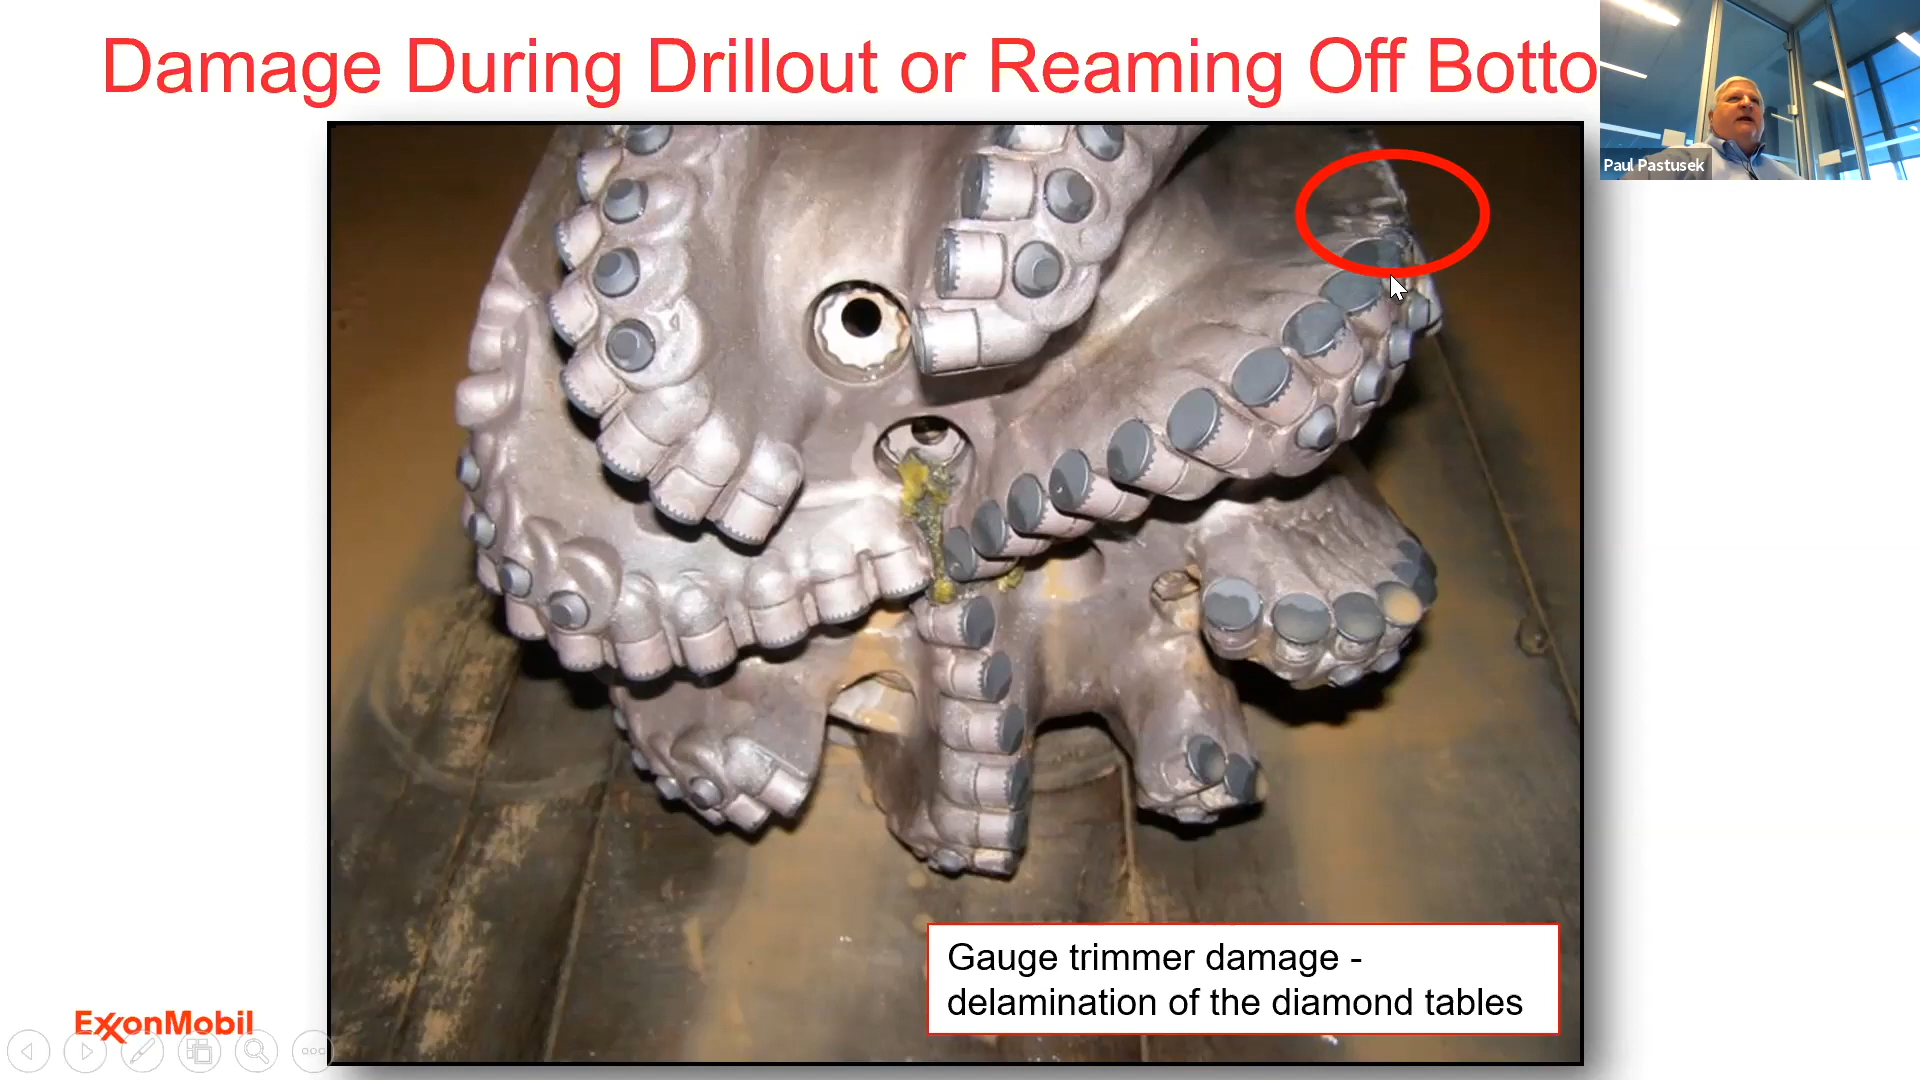 Damage During Drillout or Reaming Off Botto
Paul Pastusek
Gauge trimmer damage -
delamination of the diamond tables
ExxonMobil